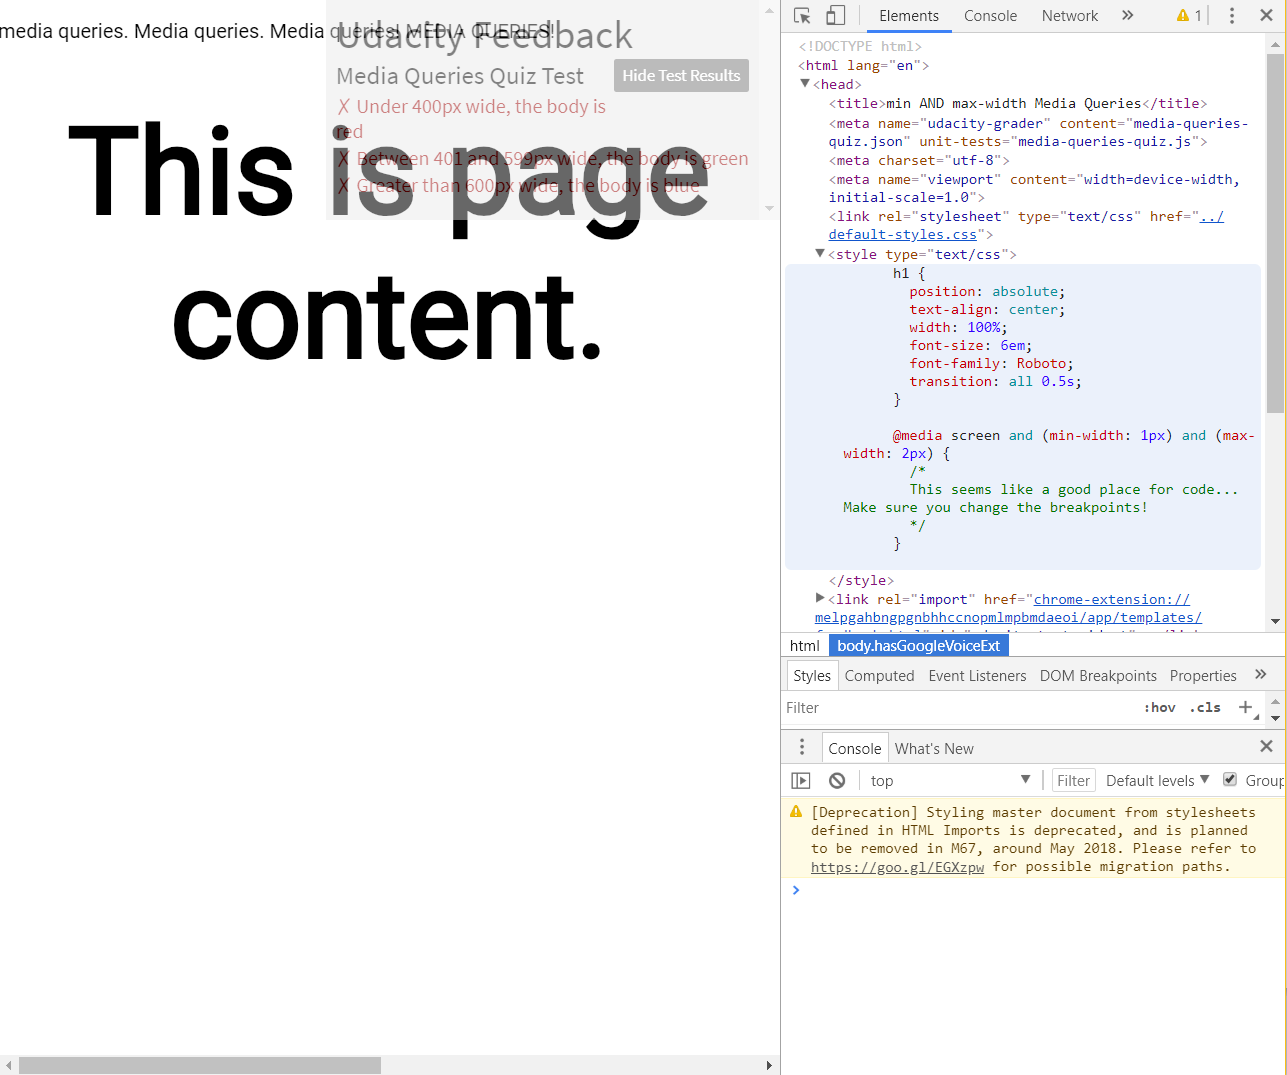 media queries. Media queries. Media queries! MEDIA QUERIES!
Udacity Feedback
Media Queries Quiz Test
Hide Test Results
✗ Under 400px wide, the body is
red
✗ Between 401 and 599px wide, the body is green
✗ Greater than 600px wide, the body is blue
This is page
content.
Elements Console Network » 1
<!DOCTYPE html>
<html lang="en">
▼<head>
<title>min AND max-width Media Queries</title>
<meta name="udacity-grader" content="media-queries-
quiz.json" unit-tests="media-queries-quiz.js">
<meta charset="utf-8">
<meta name="viewport" content="width=device-width,
initial-scale=1.0">
<link rel="stylesheet" type="text/css" href="../
default-styles.css">
▼<style type="text/css">
h1 {
position: absolute;
text-align: center;
width: 100%;
font-size: 6em;
font-family: Roboto;
transition: all 0.5s;
}
@media screen and (min-width: 1px) and (max-
width: 2px) {
/*
This seems like a good place for code...
Make sure you change the breakpoints!
*/
}
</style>
▶<link rel="import" href="chrome-extension://
melpgahbngpgnbhhccnopmlmpbmdaeoi/app/templates/
html body.hasGoogleVoiceExt
Styles Computed Event Listeners DOM Breakpoints Properties »
Filter :hov .cls +
Console What's New
top ▼ Filter Default levels ▼ Group
[Deprecation] Styling master document from stylesheets
defined in HTML Imports is deprecated, and is planned
to be removed in M67, around May 2018. Please refer to
https://goo.gl/EGXzpw for possible migration paths.
>